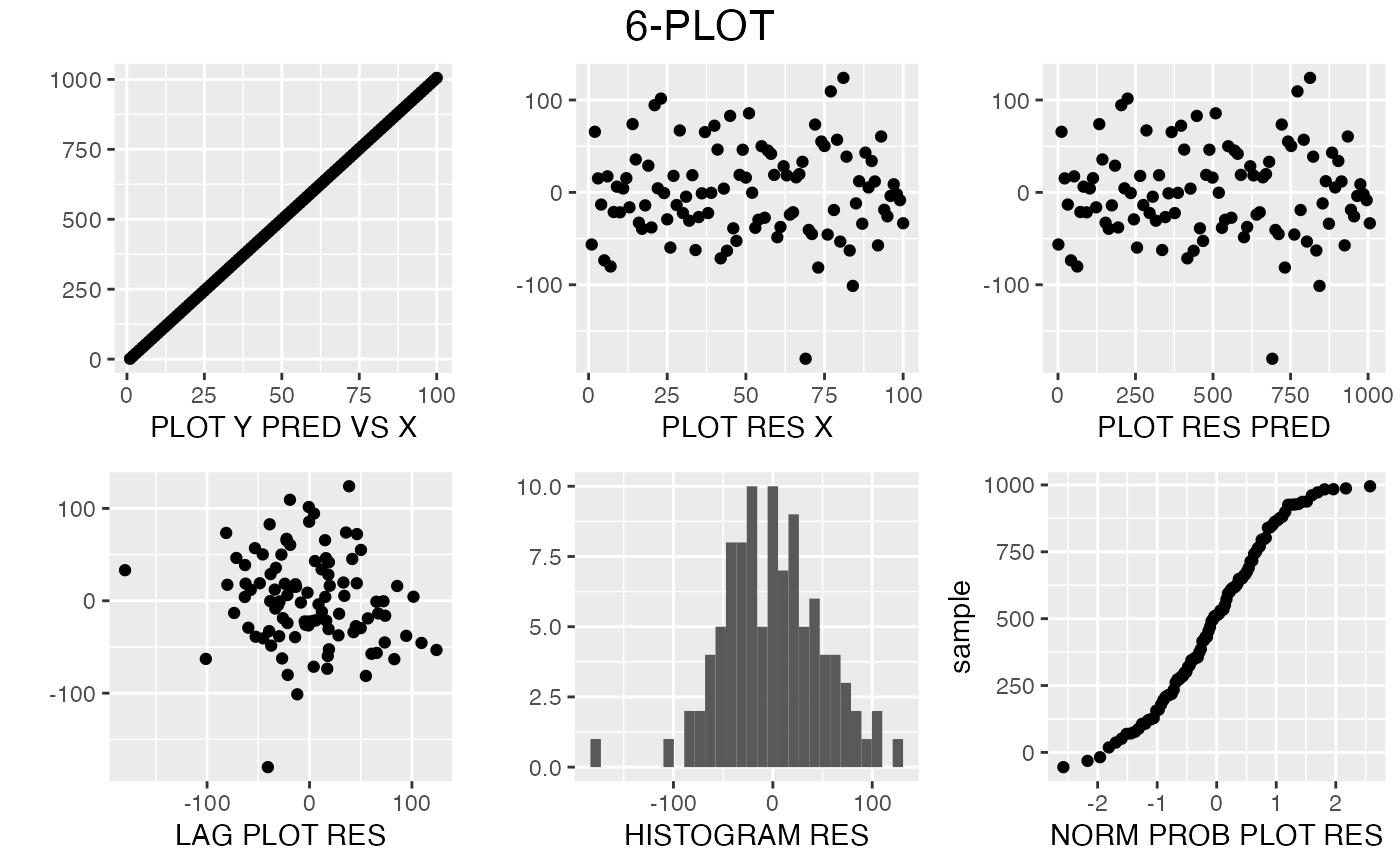 6-PLOT
1000
750
500
250
0
0 25 50 75 100
PLOT Y PRED VS X
100
0
-100
0 25 50 75 100
PLOT RES X
100
0
-100
0 250 500 750 1000
PLOT RES PRED
100
0
-100
-100 0 100
LAG PLOT RES
10.0
7.5
5.0
2.5
0.0
-100 0 100
HISTOGRAM RES
sample
1000
750
500
250
0
-2 -1 0 1 2
NORM PROB PLOT RES